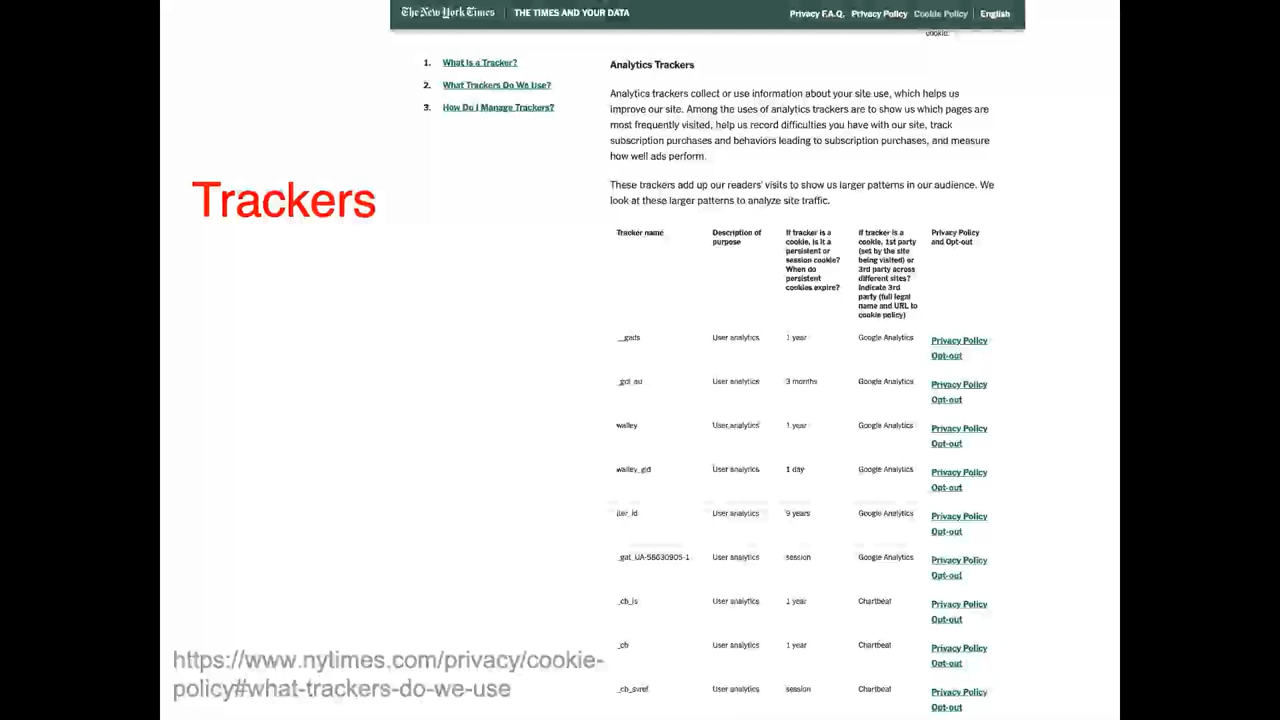 The New York Times THE TIMES AND YOUR DATA Privacy F.A.Q. Privacy Policy Cookie Policy English
cookie.
1. What Is a Tracker?
2. What Trackers Do We Use?
3. How Do I Manage Trackers?
Trackers
Analytics Trackers
Analytics trackers collect or use information about your site use, which helps us
improve our site. Among the uses of analytics trackers are to show us which pages are
most frequently visited, help us record difficulties you have with our site, track
subscription purchases and behaviors leading to subscription purchases, and measure
how well ads perform.
These trackers add up our readers' visits to show us larger patterns in our audience. We
look at these larger patterns to analyze site traffic.
Tracker name
Description of
purpose
If tracker is a
cookie, is it a
persistent or
session cookie?
When do
persistent
cookies expire?
If tracker is a
cookie, 1st party
(set by the site
being visited) or
3rd party across
different sites?
Indicate 3rd
party (full legal
name and URL to
cookie policy)
Privacy Policy
and Opt-out
__gads User analytics 1 year Google Analytics Privacy Policy
Opt-out
_gcl_au User analytics 3 months Google Analytics Privacy Policy
Opt-out
walley User analytics 1 year Google Analytics Privacy Policy
Opt-out
walley_gid User analytics 1 day Google Analytics Privacy Policy
Opt-out
iter_id User analytics 9 years Google Analytics Privacy Policy
Opt-out
_gat_UA-58630905-1 User analytics session Google Analytics Privacy Policy
Opt-out
_cb_ls User analytics 1 year Chartbeat Privacy Policy
Opt-out
_cb User analytics 1 year Chartbeat Privacy Policy
Opt-out
_cb_svref User analytics session Chartbeat Privacy Policy
Opt-out
https://www.nytimes.com/privacy/cookie-
policy#what-trackers-do-we-use